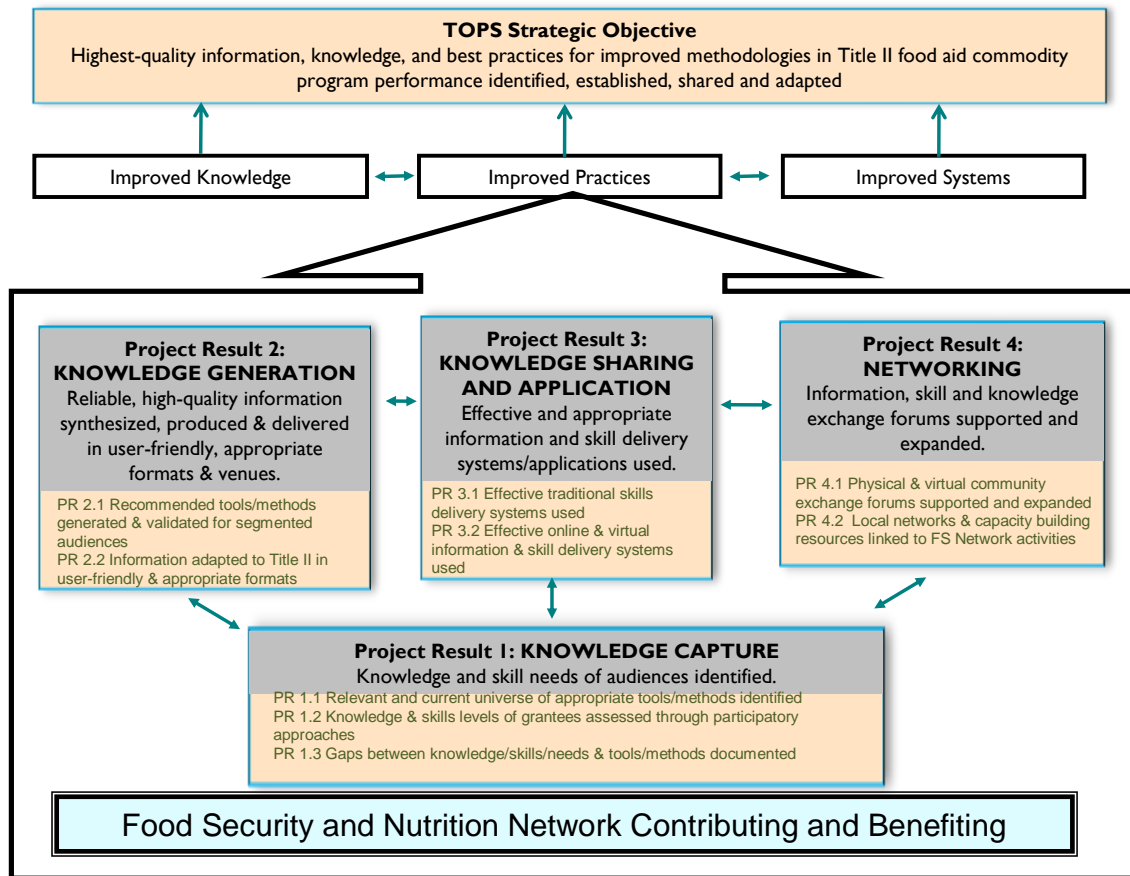 TOPS Strategic Objective
Highest-quality information, knowledge, and best practices for improved methodologies in Title II food aid commodity
program performance identified, established, shared and adapted
Improved Knowledge
Improved Practices
Improved Systems
Project Result 2:
KNOWLEDGE GENERATION
Reliable, high-quality information
synthesized, produced & delivered
in user-friendly, appropriate
formats & venues.
PR 2.1 Recommended tools/methods
generated & validated for segmented
audiences
PR 2.2 Information adapted to Title II in
user-friendly & appropriate formats
Project Result 3:
KNOWLEDGE SHARING
AND APPLICATION
Effective and appropriate
information and skill delivery
systems/applications used.
PR 3.1 Effective traditional skills
delivery systems used
PR 3.2 Effective online & virtual
information & skill delivery systems
used
Project Result 4:
NETWORKING
Information, skill and knowledge
exchange forums supported and
expanded.
PR 4.1 Physical & virtual community
exchange forums supported and expanded
PR 4.2 Local networks & capacity building
resources linked to FS Network activities
Project Result 1: KNOWLEDGE CAPTURE
Knowledge and skill needs of audiences identified.
PR 1.1 Relevant and current universe of appropriate tools/methods identified
PR 1.2 Knowledge & skills levels of grantees assessed through participatory
approaches
PR 1.3 Gaps between knowledge/skills/needs & tools/methods documented
Food Security and Nutrition Network Contributing and Benefiting